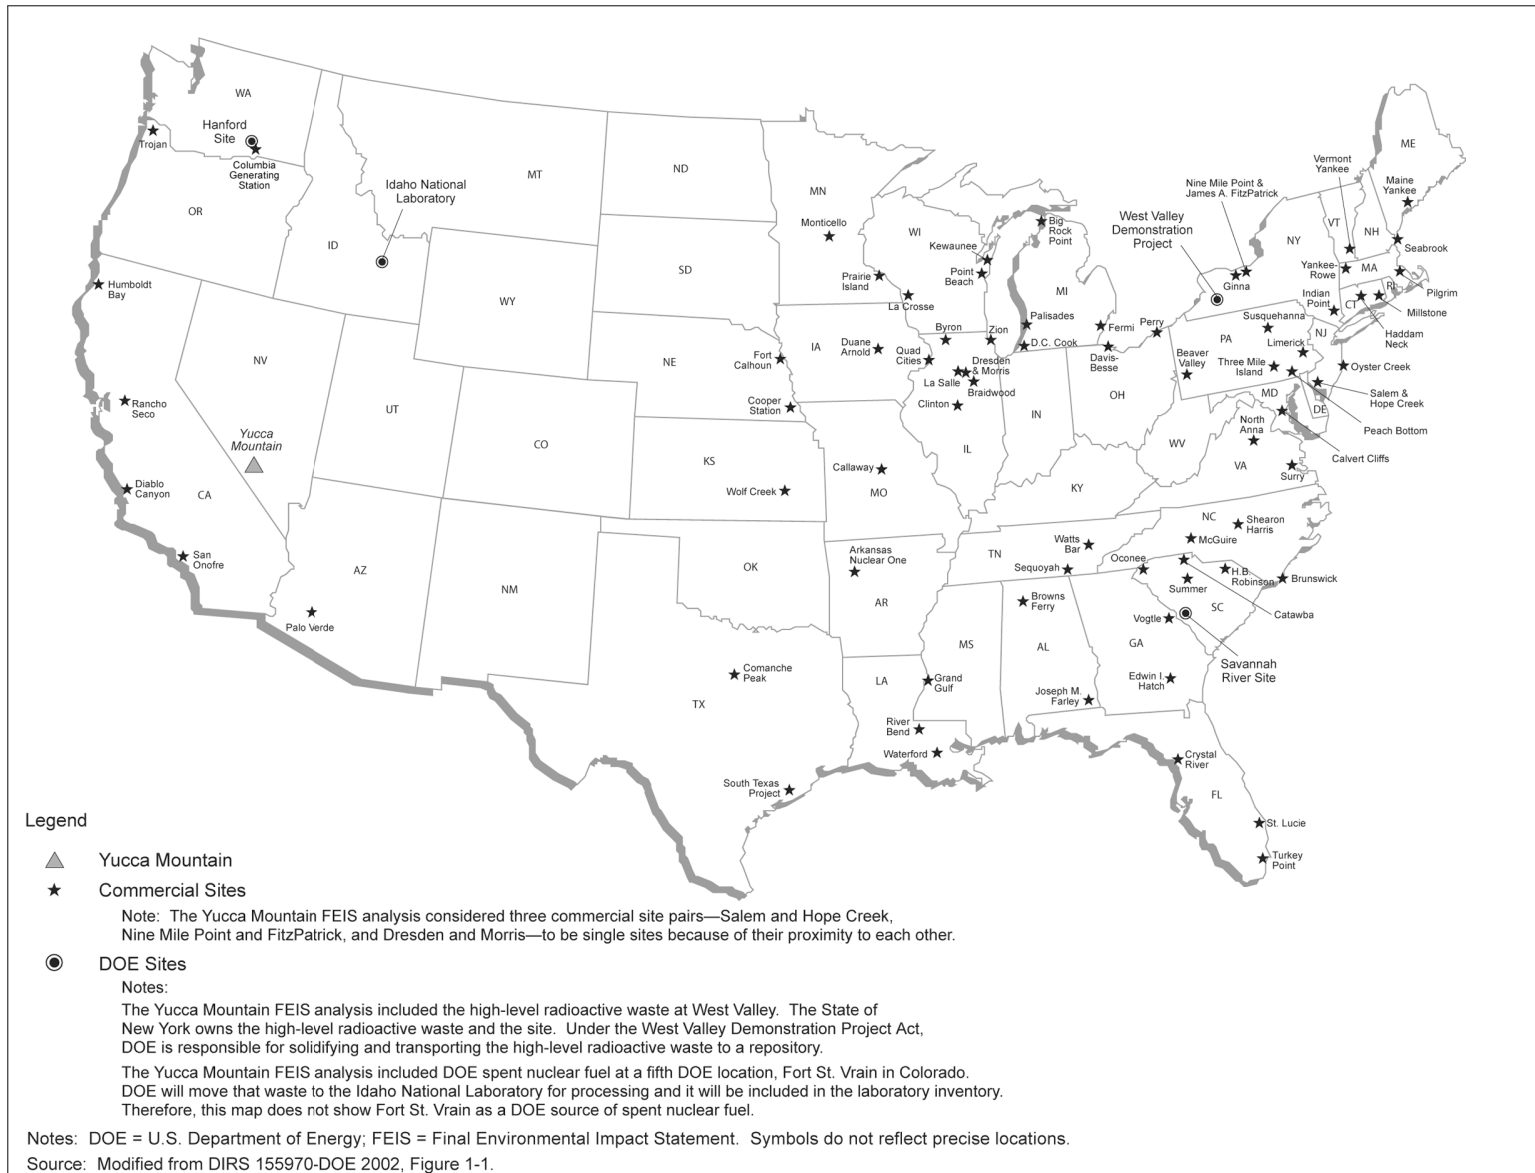 WA
Hanford
Site
Trojan
Columbia
Generating
Station
OR
Idaho National
Laboratory
ID
MT
ND
MN
Monticello
SD
WY
Humboldt
Bay
NV
Rancho
Seco
Yucca
Mountain
Diablo
Canyon
CA
San
Onofre
UT
CO
AZ
Palo Verde
NM
NE
Fort
Calhoun
Cooper
Station
KS
Wolf Creek
OK
TX
Comanche
Peak
South Texas
Project
WI
Kewaunee
Point
Beach
Prairie
Island
La Crosse
Big
Rock
Point
MI
Palisades
D.C. Cook
Fermi
Davis-
Besse
Perry
IA
Duane
Arnold
Quad
Cities
Byron
Zion
Dresden
& Morris
La Salle
Braidwood
Clinton
IL
IN
OH
Callaway
MO
KY
WV
Arkansas
Nuclear One
AR
TN
Watts
Bar
Sequoyah
MS
Browns
Ferry
AL
Joseph M.
Farley
LA
Grand
Gulf
River
Bend
Waterford
West Valley
Demonstration
Project
Nine Mile Point &
James A. FitzPatrick
Ginna
NY
Vermont
Yankee
VT
NH
ME
Maine
Yankee
Seabrook
Yankee-
Rowe
MA
RI
Pilgrim
CT
Millstone
Haddam
Neck
Indian
Point
Susquehanna
PA
NJ
Limerick
Beaver
Valley
Three Mile
Island
Oyster Creek
Salem &
Hope Creek
MD
DE
Peach Bottom
Calvert Cliffs
North
Anna
VA
Surry
NC
Shearon
Harris
McGuire
Oconee
H.B.
Robinson
Brunswick
Summer
Catawba
SC
Vogtle
GA
Savannah
River Site
Edwin I.
Hatch
Crystal
River
FL
St. Lucie
Turkey
Point
Legend
Yucca Mountain
Commercial Sites
Note: The Yucca Mountain FEIS analysis considered three commercial site pairs—Salem and Hope Creek,
Nine Mile Point and FitzPatrick, and Dresden and Morris—to be single sites because of their proximity to each other.
DOE Sites
Notes:
The Yucca Mountain FEIS analysis included the high-level radioactive waste at West Valley. The State of
New York owns the high-level radioactive waste and the site. Under the West Valley Demonstration Project Act,
DOE is responsible for solidifying and transporting the high-level radioactive waste to a repository.
The Yucca Mountain FEIS analysis included DOE spent nuclear fuel at a fifth DOE location, Fort St. Vrain in Colorado.
DOE will move that waste to the Idaho National Laboratory for processing and it will be included in the laboratory inventory.
Therefore, this map does not show Fort St. Vrain as a DOE source of spent nuclear fuel.
Notes: DOE = U.S. Department of Energy; FEIS = Final Environmental Impact Statement. Symbols do not reflect precise locations.
Source: Modified from DIRS 155970-DOE 2002, Figure 1-1.